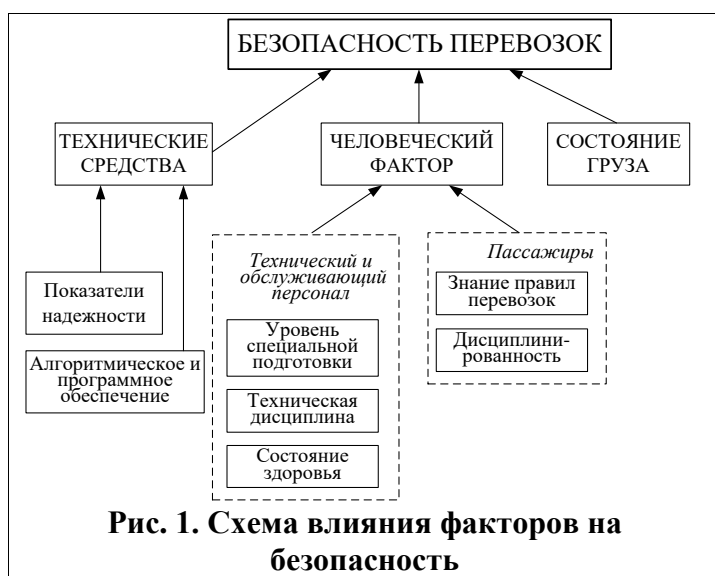 БЕЗОПАСНОСТЬ ПЕРЕВОЗОК
ТЕХНИЧЕСКИЕ
СРЕДСТВА
ЧЕЛОВЕЧЕСКИЙ
ФАКТОР
СОСТОЯНИЕ
ГРУЗА
Показатели
надежности
Алгоритмическое и
программное
обеспечение
Технический и
обслуживающий
персонал
Уровень
специальной
подготовки
Техническая
дисциплина
Состояние
здоровья
Пассажиры
Знание правил
перевозок
Дисциплини-
рованность
Рис. 1. Схема влияния факторов на
безопасность